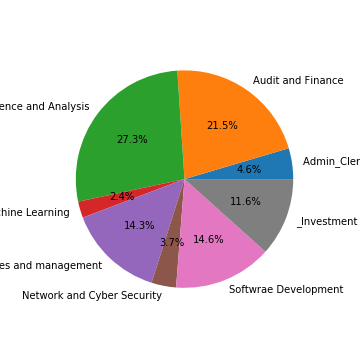 Audit and Finance
ence and Analysis
21.5%
27.3%
Admin_Cler
4.6%
2.4%
11.6%
chine Learning
_Investment
14.3%
14.6%
3.7%
es and management
Softwrae Development
Network and Cyber Security